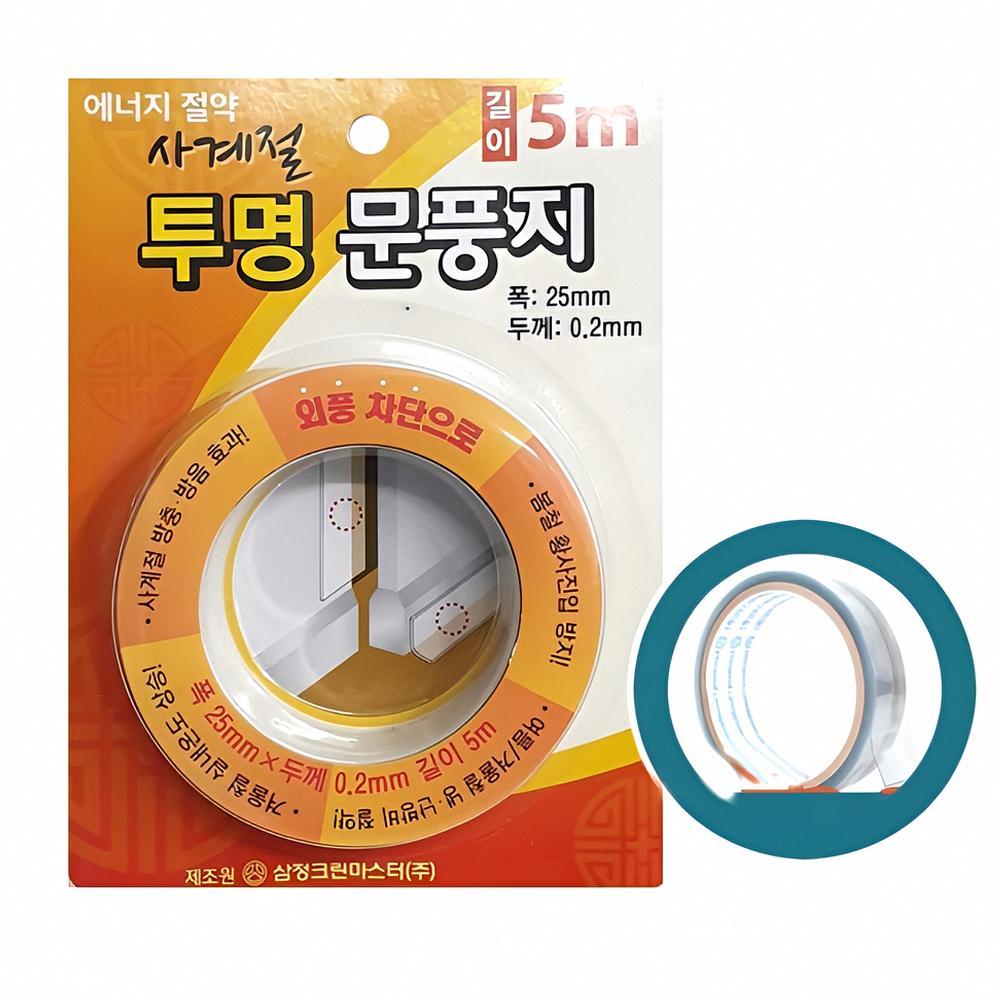 에너지 절약
사계절
길이 5m
투명 문풍지
폭: 25mm
두께: 0.2mm
외풍 차단으로
• 사계절 방충·방음 효과!
• 봄철 황사진입 방지!
• 여름/겨울철 냉·난방비 절약!
• 겨울철 실내온도 상승!
폭 25mm×두께 0.2mm 길이 5m
제조원 삼정크린마스터(주)